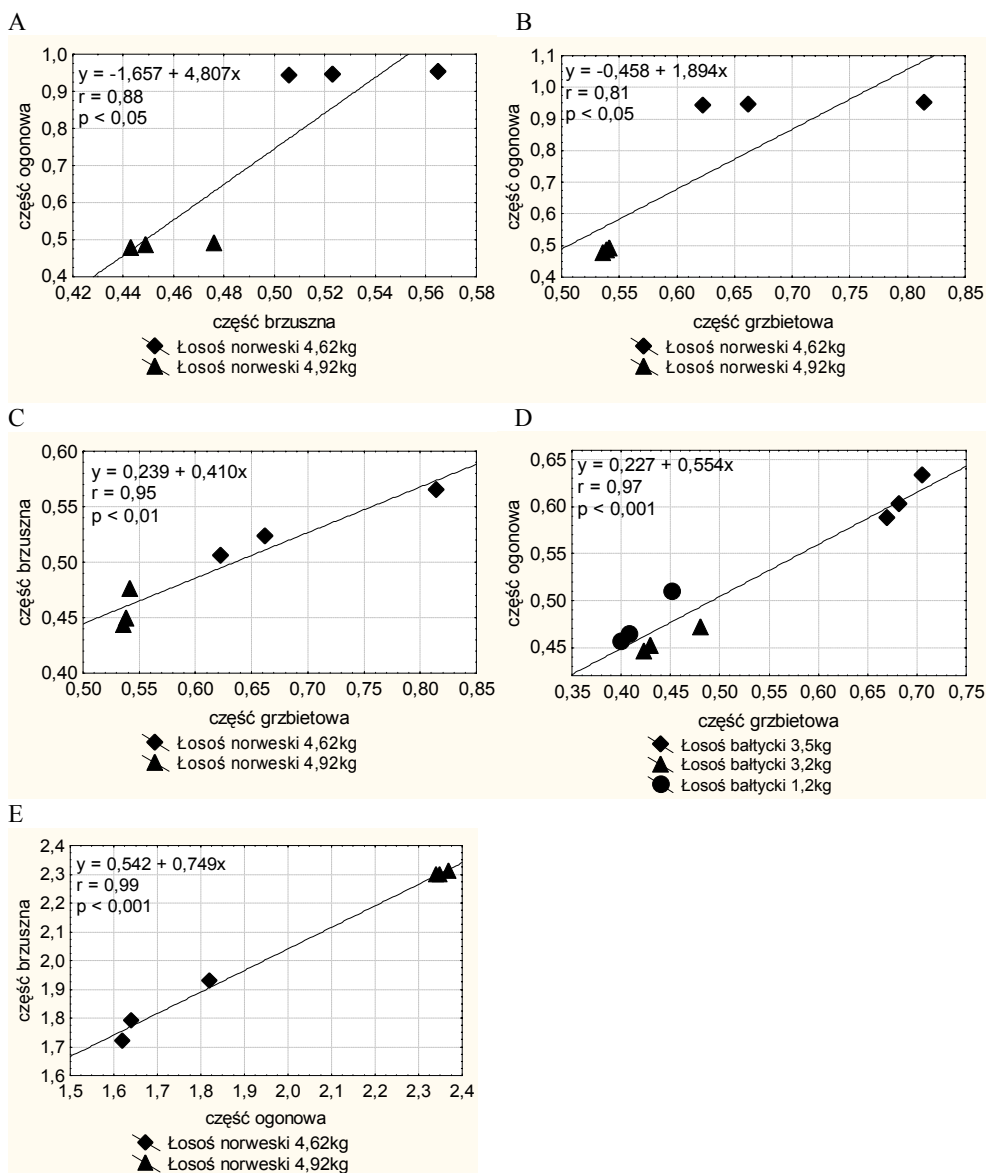 A
część ogonowa
1,0
0,9
0,8
0,7
0,6
0,5
0,4
y = -1,657 + 4,807x
r = 0,88
p < 0,05
0,42 0,44 0,46 0,48 0,50 0,52 0,54 0,56 0,58
część brzuszna
Łosoś norweski 4,62kg
Łosoś norweski 4,92kg
B
część ogonowa
1,1
1,0
0,9
0,8
0,7
0,6
0,5
0,4
y = -0,458 + 1,894x
r = 0,81
p < 0,05
0,50 0,55 0,60 0,65 0,70 0,75 0,80 0,85
część grzbietowa
Łosoś norweski 4,62kg
Łosoś norweski 4,92kg
C
część brzuszna
0,60
0,55
0,50
0,45
0,40
y = 0,239 + 0,410x
r = 0,95
p < 0,01
0,50 0,55 0,60 0,65 0,70 0,75 0,80 0,85
część grzbietowa
Łosoś norweski 4,62kg
Łosoś norweski 4,92kg
D
część ogonowa
0,65
0,60
0,55
0,50
0,45
y = 0,227 + 0,554x
r = 0,97
p < 0,001
0,35 0,40 0,45 0,50 0,55 0,60 0,65 0,70 0,75
część grzbietowa
Łosoś bałtycki 3,5kg
Łosoś bałtycki 3,2kg
Łosoś bałtycki 1,2kg
E
część brzuszna
2,4
2,3
2,2
2,1
2,0
1,9
1,8
1,7
1,6
y = 0,542 + 0,749x
r = 0,99
p < 0,001
1,5 1,6 1,7 1,8 1,9 2,0 2,1 2,2 2,3 2,4
część ogonowa
Łosoś norweski 4,62kg
Łosoś norweski 4,92kg